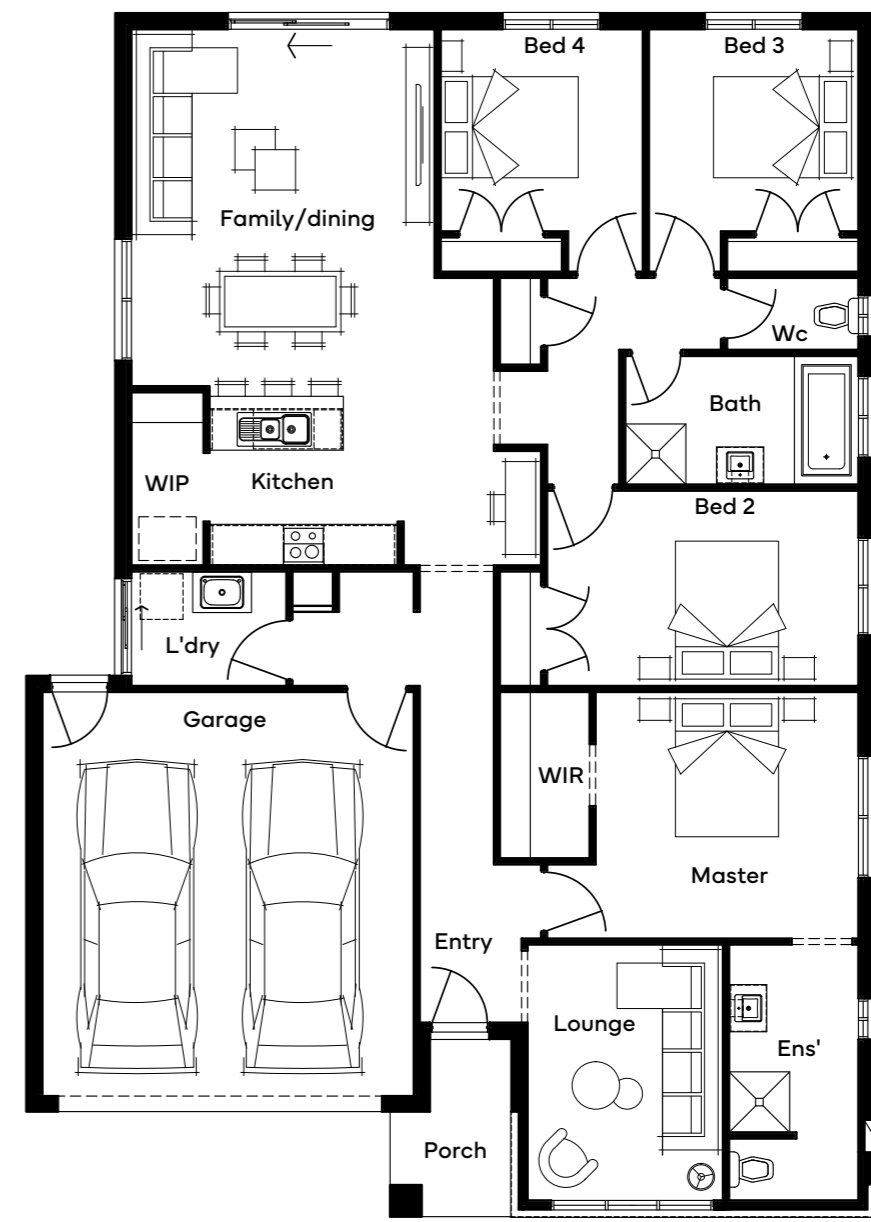 Bed 4
Bed 3
Family/dining
Wc
Bath
WIP
Kitchen
Bed 2
L'dry
Garage
WIR
Master
Entry
Lounge
Ens'
Porch